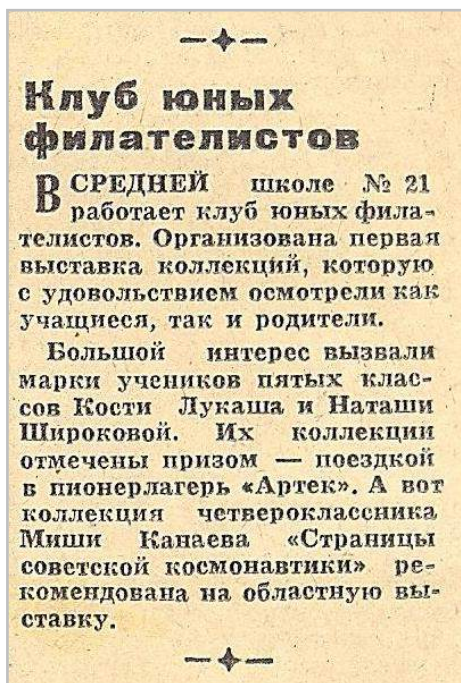 Клуб юных
филателистов
В СРЕДНЕЙ школе № 21
работает клуб юных фила-
телистов. Организована первая
выставка коллекций, которую
с удовольствием осмотрели как
учащиеся, так и родители.
Большой интерес вызвали
марки учеников пятых клас-
сов Кости Лукаша и Наташи
Широковой. Их коллекции
отмечены призом — поездкой
в пионерлагерь «Артек». А вот
коллекция четвероклассника
Миши Канаева «Страницы
советской космонавтики» ре-
комендована на областную вы-
ставку.